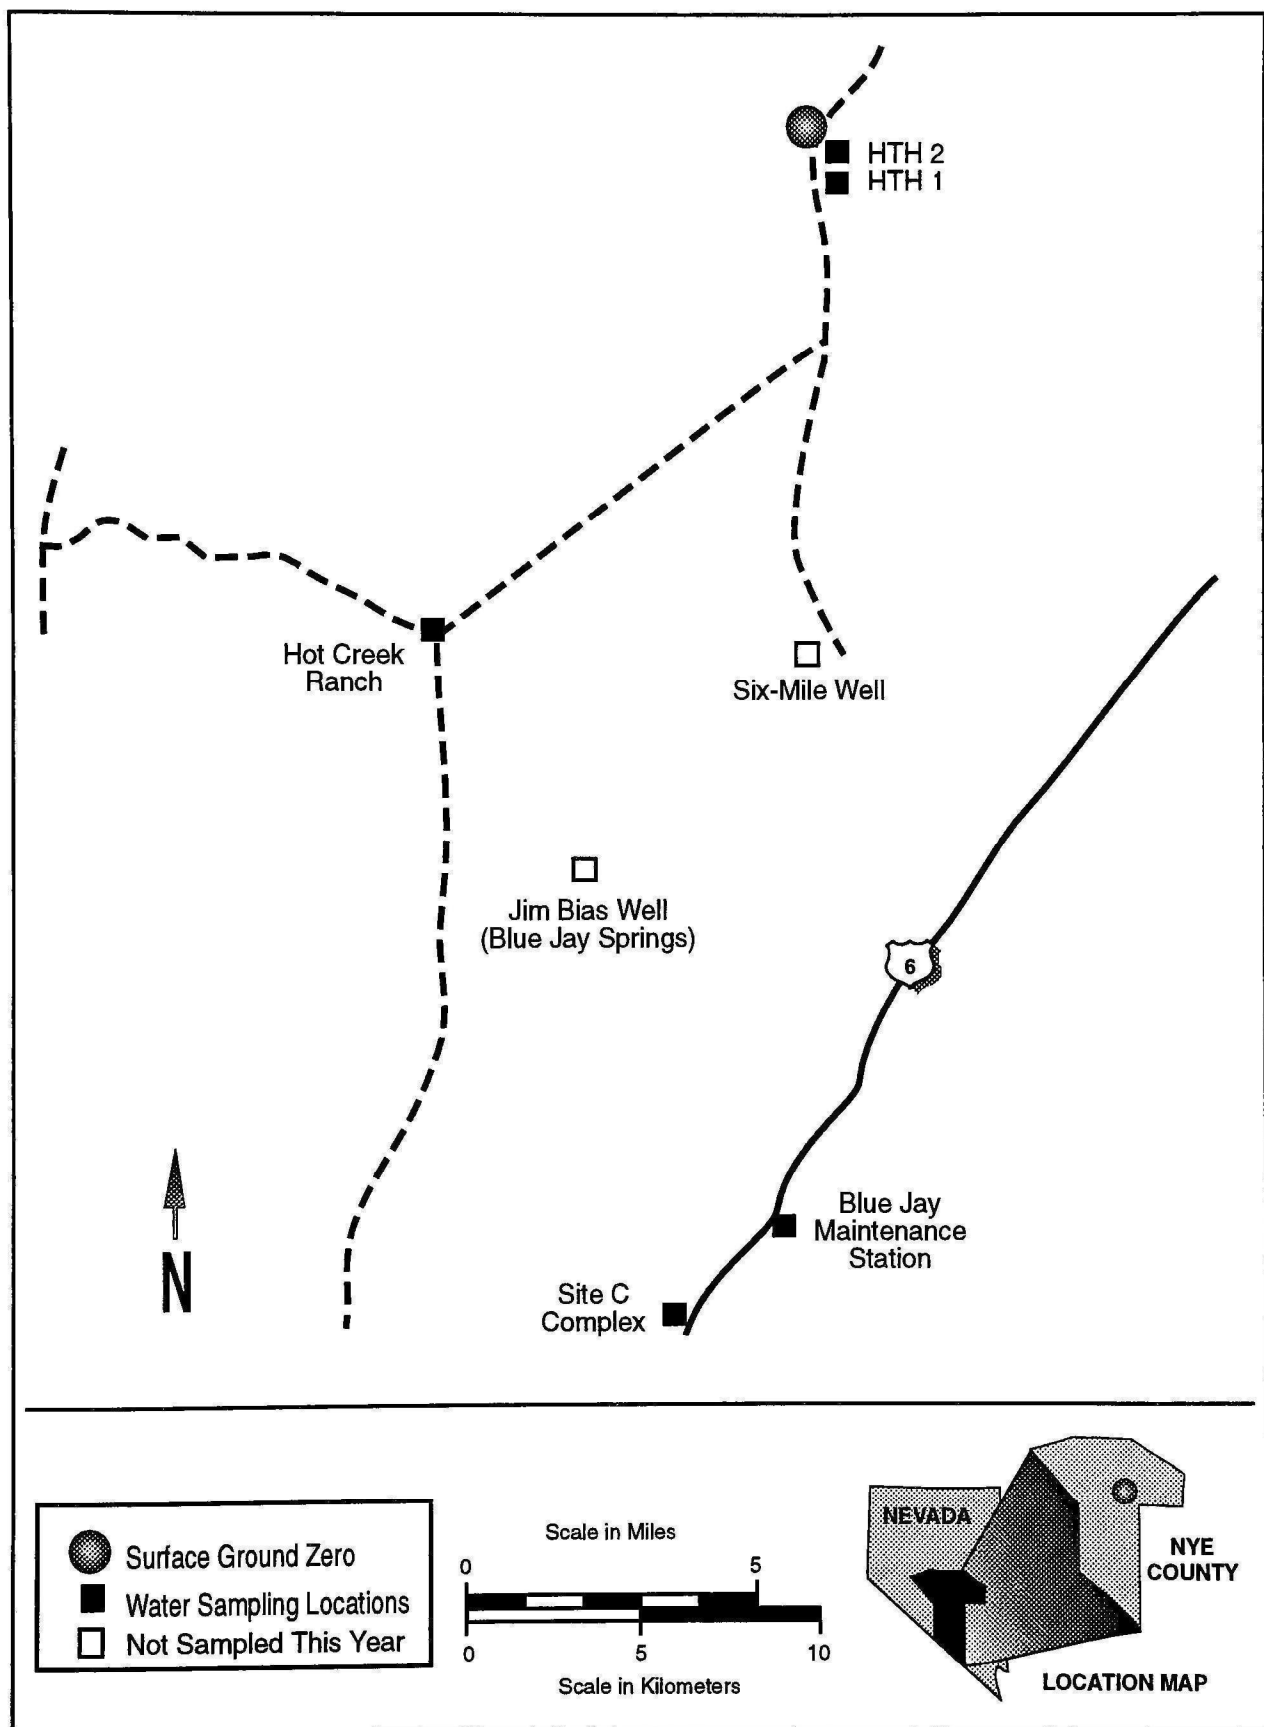 HTH 2
HTH 1
Hot Creek
Ranch
Six-Mile Well
Jim Bias Well
(Blue Jay Springs)
6
Blue Jay
Maintenance
Station
Site C
Complex
N
Surface Ground Zero
Water Sampling Locations
Not Sampled This Year
Scale in Miles
0 5
0 5 10
Scale in Kilometers
NEVADA
NYE
COUNTY
LOCATION MAP